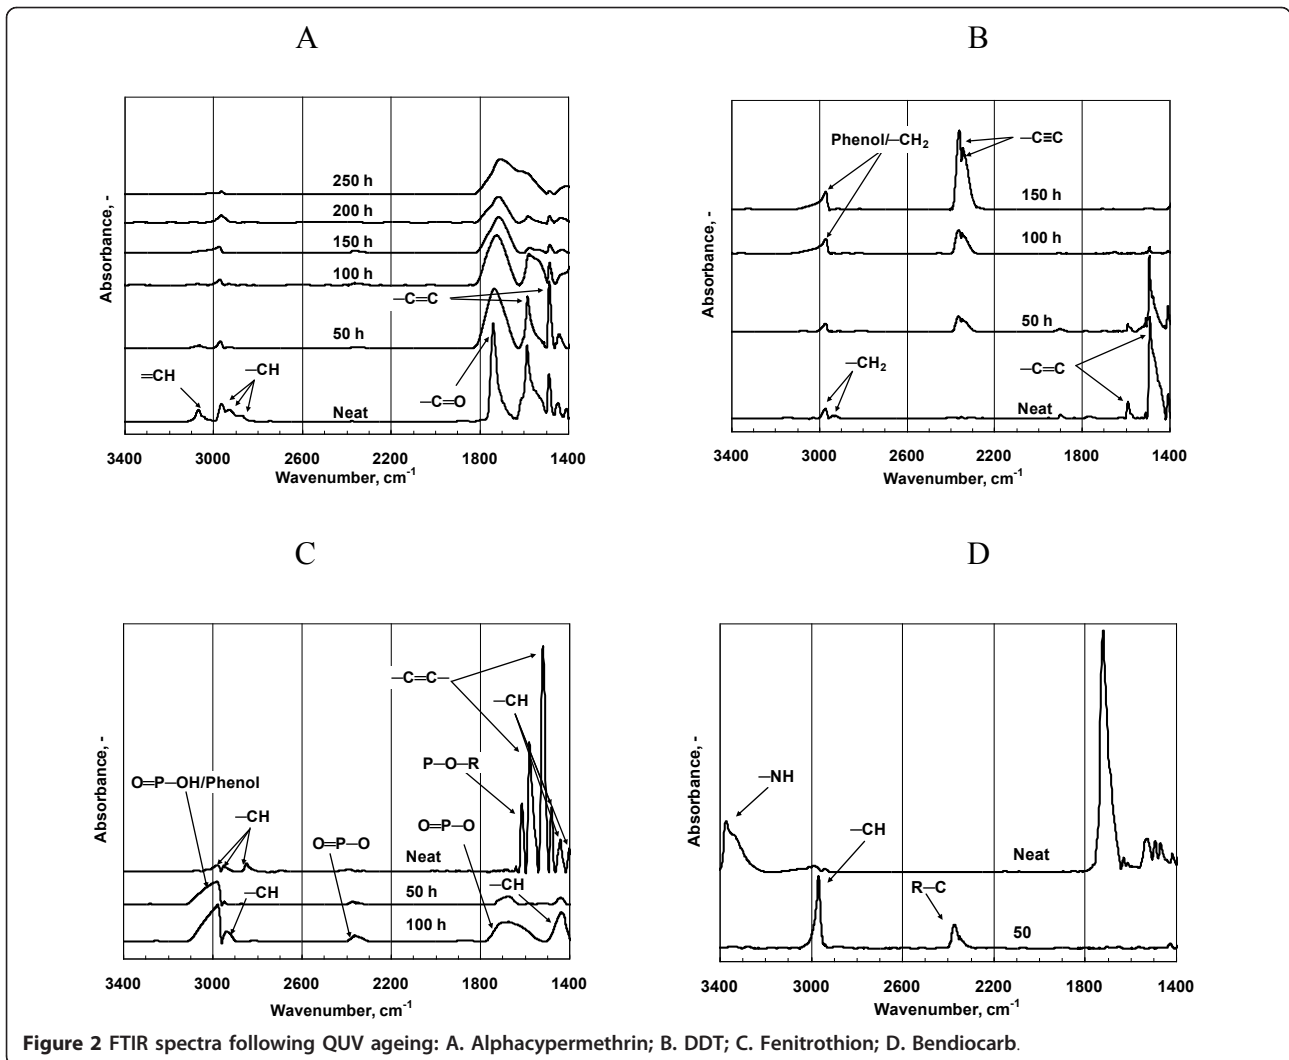 A
Absorbance, -
250 h
200 h
150 h
100 h
—C=C
50 h
=CH
—CH
—C=O
Neat
3400 3000 2600 2200 1800 1400
Wavenumber, cm-1
B
Absorbance, -
Phenol/—CH2
—C≡C
150 h
100 h
50 h
—CH2
—C=C
Neat
3400 3000 2600 2200 1800 1400
Wavenumber, cm-1
C
Absorbance, -
—C=C—
—CH
P—O—R
O=P—OH/Phenol
—CH
O=P—O
O=P—O
Neat
—CH
—CH
50 h
100 h
3400 3000 2600 2200 1800 1400
Wavenumber, cm-1
D
Absorbance, -
—NH
—CH
Neat
R—C
50
3400 3000 2600 2200 1800 1400
Wavenumber, cm-1
Figure 2 FTIR spectra following QUV ageing: A. Alphacypermethrin; B. DDT; C. Fenitrothion; D. Bendiocarb.